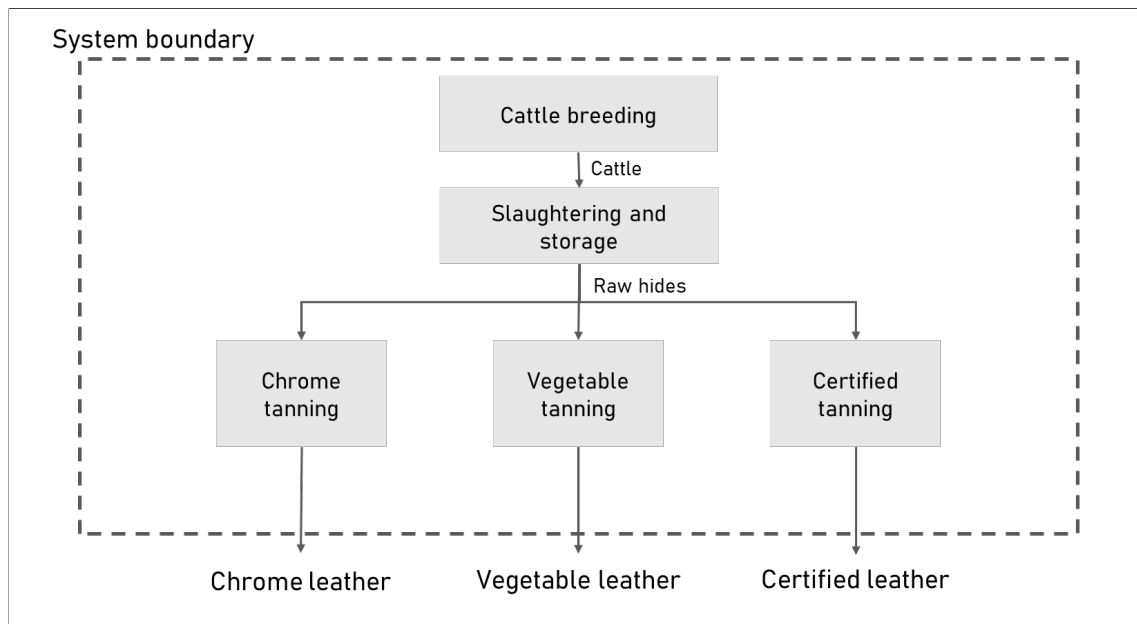 System boundary
Cattle breeding
Cattle
Slaughtering and
storage
Raw hides
Chrome
tanning
Vegetable
tanning
Certified
tanning
Chrome leather
Vegetable leather
Certified leather